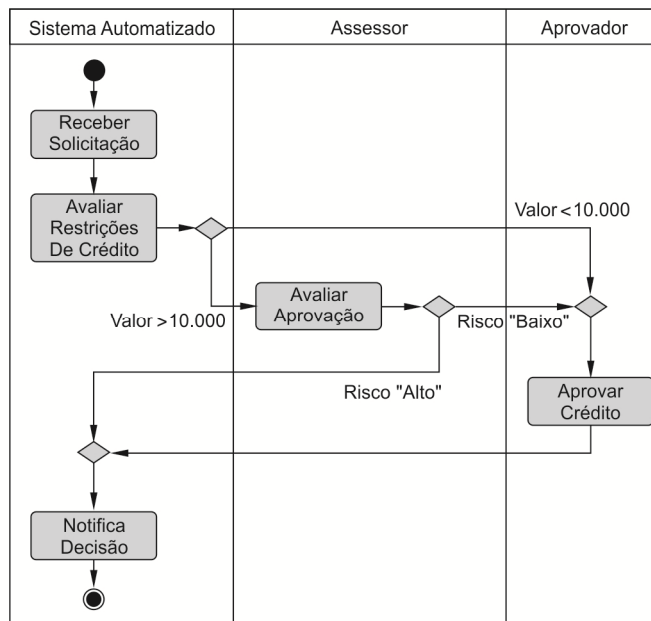 Sistema Automatizado
Assessor
Aprovador
Receber
Solicitação
Avaliar
Restrições
De Crédito
Valor < 10.000
Valor >10.000
Avaliar
Aprovação
Risco "Baixo"
Risco "Alto"
Aprovar
Crédito
Notifica
Decisão